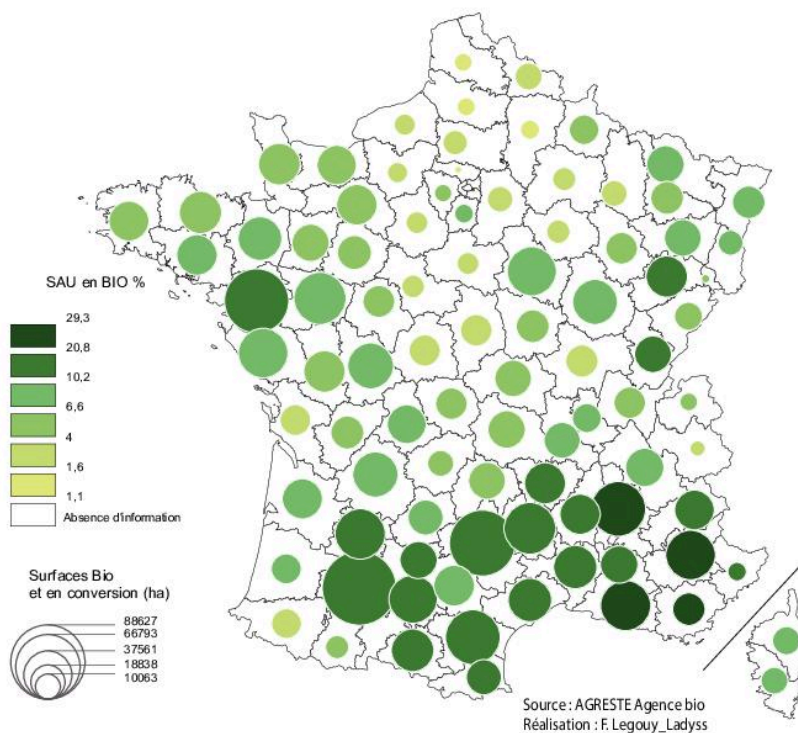 SAU en BIO %
29,3
20,8
10,2
6,6
4
1,6
1,1
Absence d'information
Surfaces Bio
et en conversion (ha)
88627
66793
37561
18838
10063
Source : AGRESTE Agence bio
Réalisation : F. Legouy_Ladyss